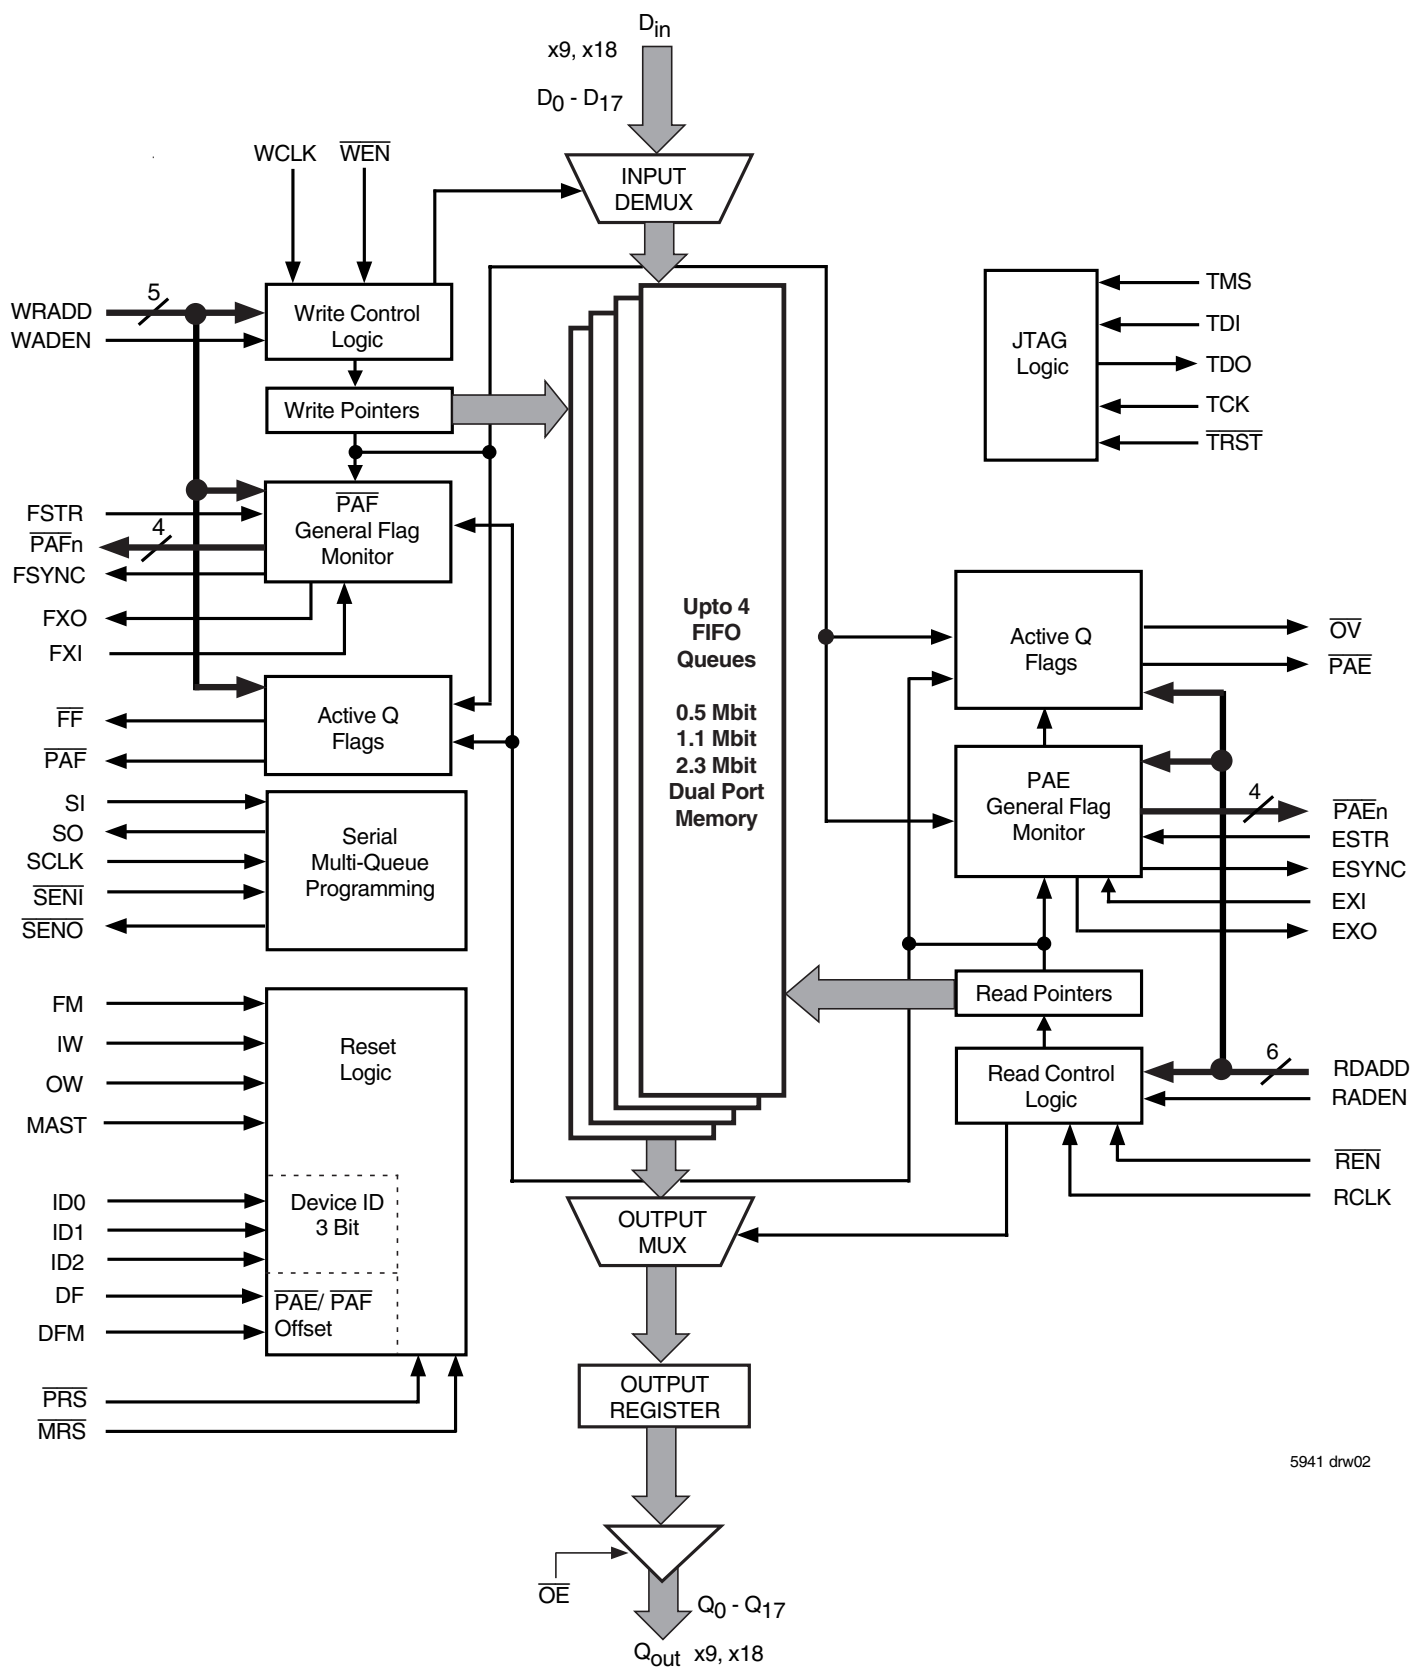 Din
x9, x18
D0 - D17
WCLK
WEN
INPUT
DEMUX
WRADD
5
WADEN
Write Control
Logic
Write Pointers
JTAG
Logic
TMS
TDI
TDO
TCK
TRST
FSTR
PAFn
4
FSYNC
FXO
FXI
PAF
General Flag
Monitor
FF
PAF
Active Q
Flags
Upto 4
FIFO
Queues
0.5 Mbit
1.1 Mbit
2.3 Mbit
Dual Port
Memory
Active Q
Flags
OV
PAE
PAE
General Flag
Monitor
4
PAEn
ESTR
ESYNC
EXI
EXO
SI
SO
SCLK
SENI
SENO
Serial
Multi-Queue
Programming
Read Pointers
Read Control
Logic
6
RDADD
RADEN
REN
RCLK
FM
IW
OW
MAST
Reset
Logic
ID0
ID1
ID2
Device ID
3 Bit
DF
DFM
PAE/ PAF
Offset
PRS
MRS
OUTPUT
MUX
OUTPUT
REGISTER
OE
Q0 - Q17
Qout x9, x18
5941 drw02